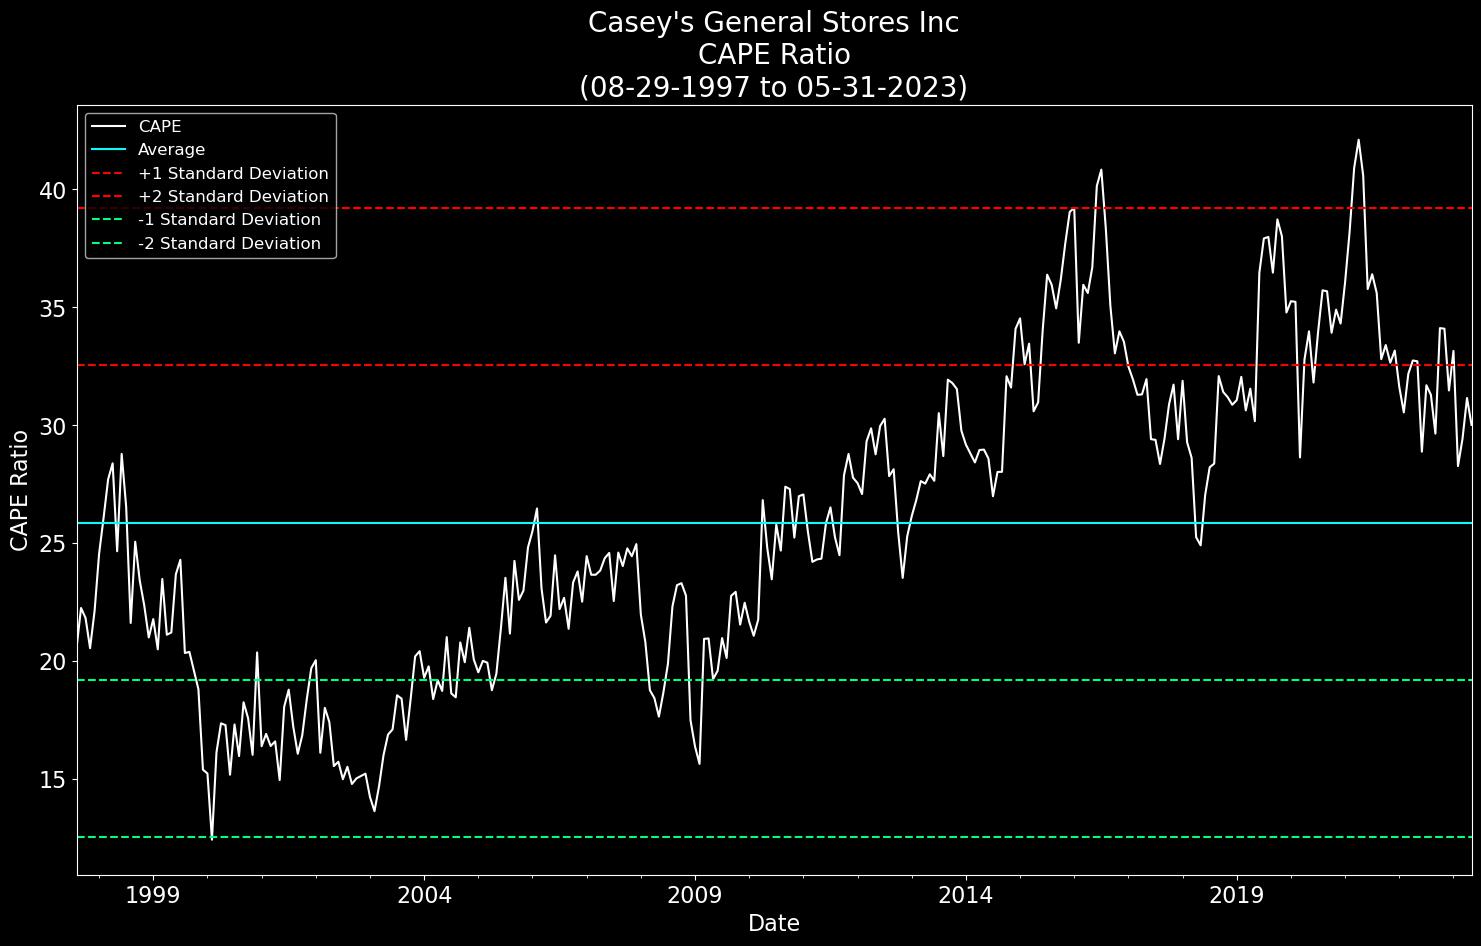 Casey's General Stores Inc
CAPE Ratio
(08-29-1997 to 05-31-2023)
CAPE
Average
+1 Standard Deviation
+2 Standard Deviation
-1 Standard Deviation
-2 Standard Deviation
CAPE Ratio
40
35
30
25
20
15
1999
2004
2009
2014
2019
Date